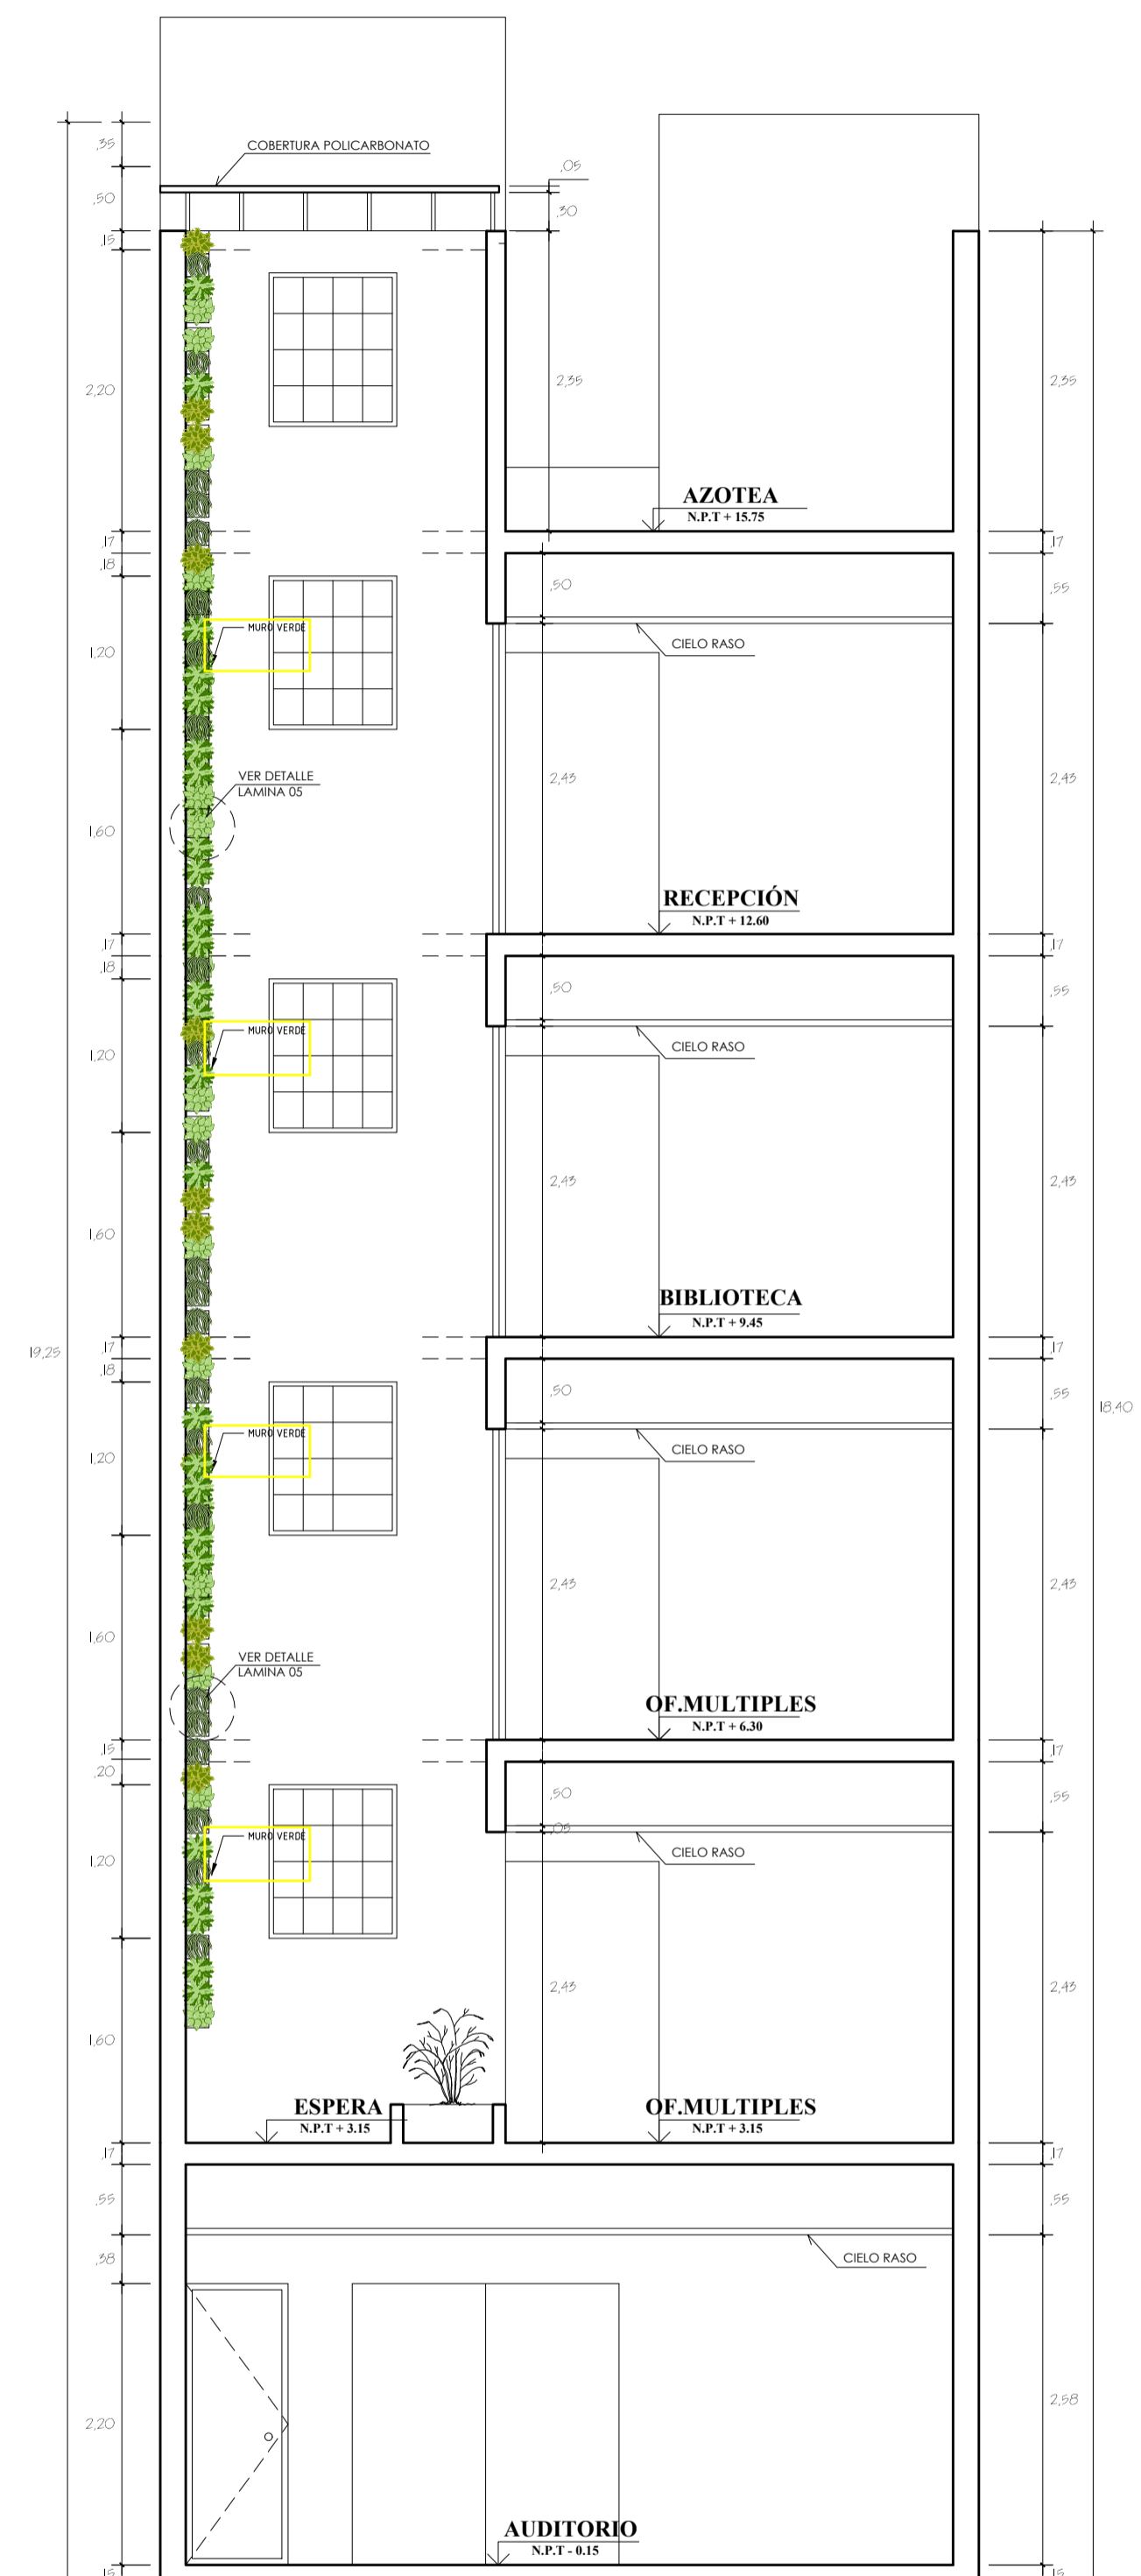 ,35
COBERTURA POLICARBONATO
,05
,50
,30
,15
2,20
2,35
2,35
AZOTEA
N.P.T + 15.75
,17
,17
,18
,50
,55
MURO VERDE
CIELO RASO
1,20
VER DETALLE
LAMINA 05
2,43
2,43
1,60
RECEPCIÓN
N.P.T + 12.60
,17
,17
,18
,50
,55
MURO VERDE
CIELO RASO
1,20
2,43
2,43
1,60
BIBLIOTECA
N.P.T + 9.45
,17
,17
19,25
,18
,50
,55
18,40
MURO VERDE
CIELO RASO
1,20
2,43
2,43
1,60
VER DETALLE
LAMINA 05
OF.MULTIPLES
N.P.T + 6.30
,15
,17
,20
,50
,55
,05
MURO VERDE
CIELO RASO
1,20
2,43
2,43
1,60
ESPERA
N.P.T + 3.15
OF.MULTIPLES
N.P.T + 3.15
,17
,17
,55
,55
,38
CIELO RASO
2,20
2,58
AUDITORIO
N.P.T - 0.15
,15
,15